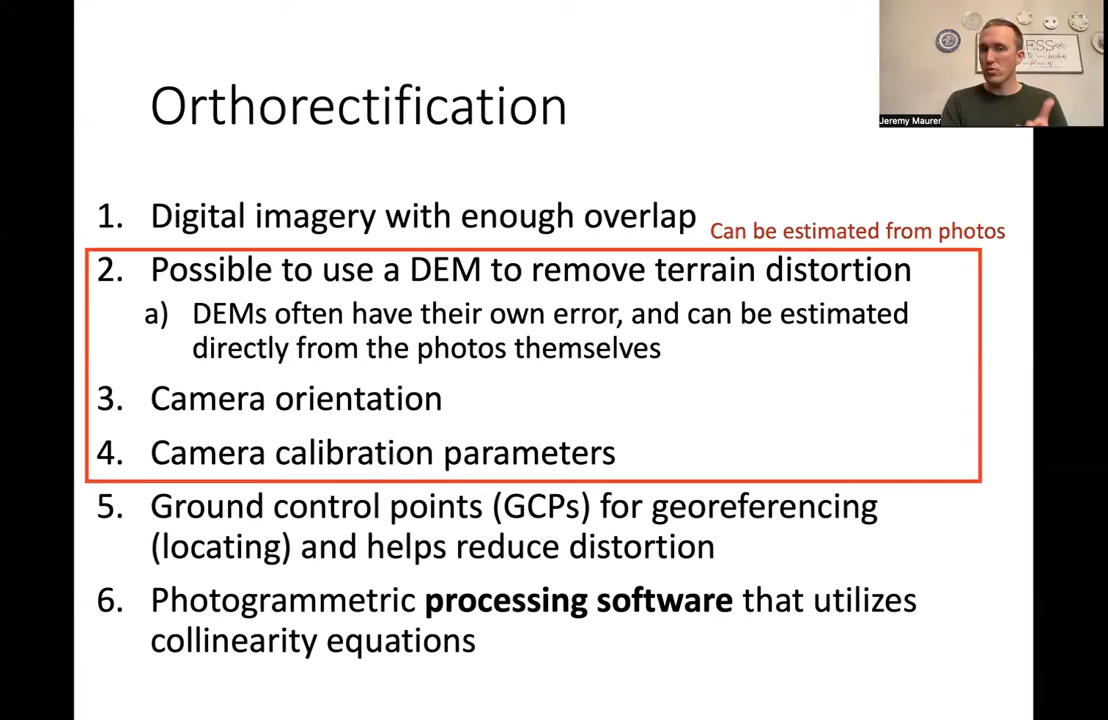 Orthorectification
Jeremy Maurer
1. Digital imagery with enough overlap
Can be estimated from photos
2. Possible to use a DEM to remove terrain distortion
a) DEMs often have their own error, and can be estimated
directly from the photos themselves
3. Camera orientation
4. Camera calibration parameters
5. Ground control points (GCPs) for georeferencing
(locating) and helps reduce distortion
6. Photogrammetric processing software that utilizes
collinearity equations